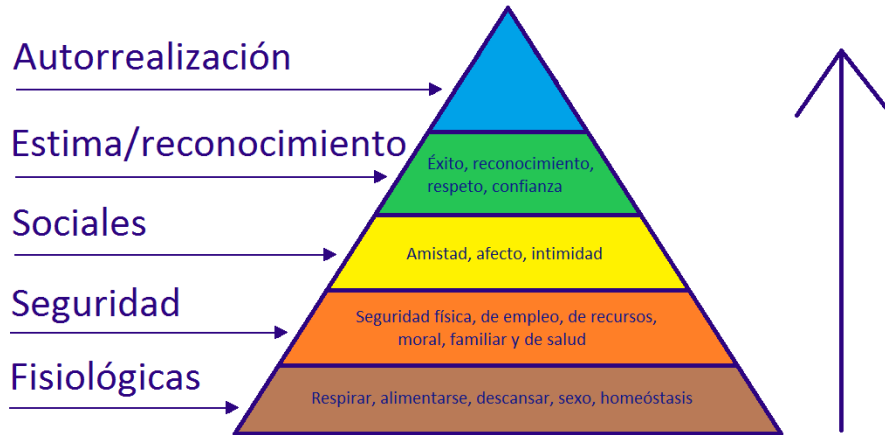 Autorrealización
Estima/reconocimiento
Éxito, reconocimiento,
respeto, confianza
Sociales
Amistad, afecto, intimidad
Seguridad
Seguridad física, de empleo, de recursos,
moral, familiar y de salud
Fisiológicas
Respirar, alimentarse, descansar, sexo, homeóstasis